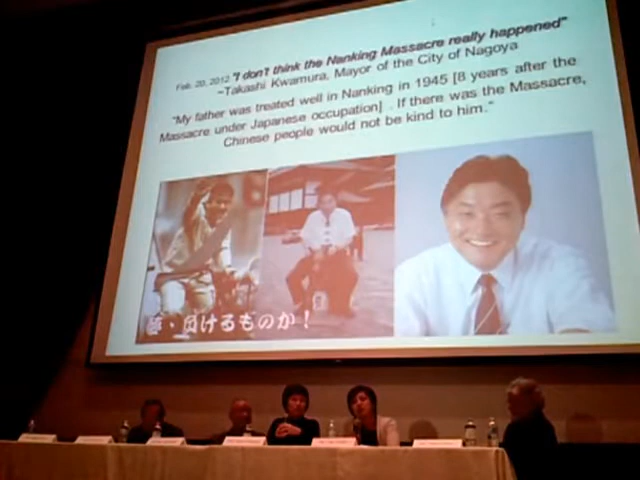 Feb. 20, 2012 "I don't think the Nanking Massacre really happened"
~Takashi Kwamura, Mayor of the City of Nagoya
"My father was treated well in Nanking in 1945 [8 years after the
Massacre under Japanese occupation] . If there was the Massacre,
Chinese people would not be kind to him."
・負けるものか!